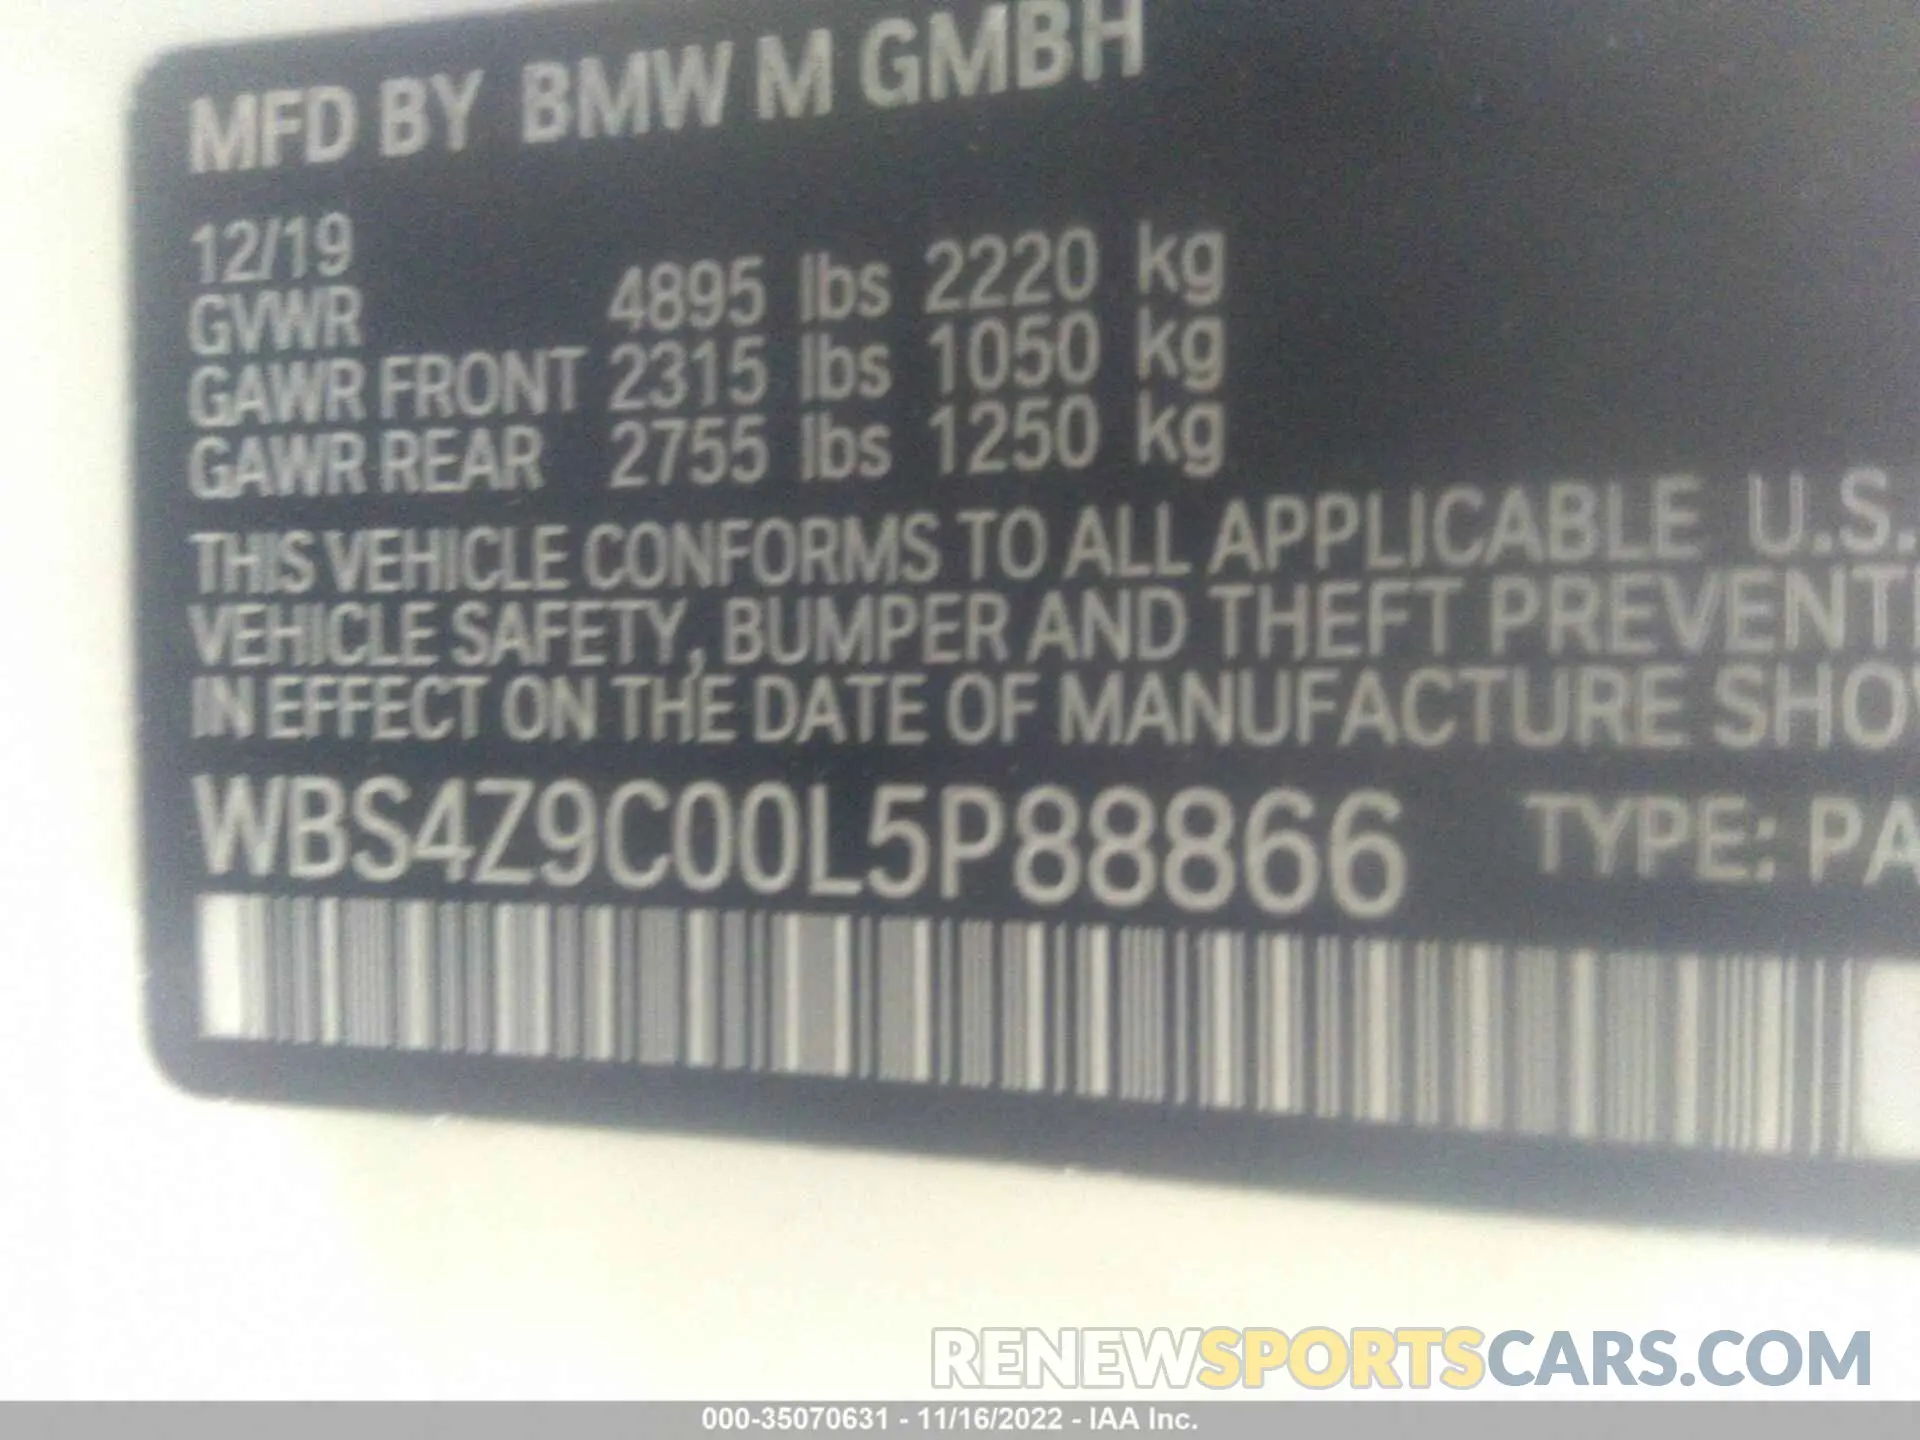 MFD BY BMW M GMBH
12/19
GVWR 4895 lbs 2220 kg
GAWR FRONT 2315 lbs 1050 kg
GAWR REAR 2755 lbs 1250 kg
THIS VEHICLE CONFORMS TO ALL APPLICABLE U.S.
VEHICLE SAFETY, BUMPER AND THEFT PREVENTI
IN EFFECT ON THE DATE OF MANUFACTURE SHOW
WBS4Z9C00L5P88866 TYPE: PA
RENEWSPORTSCARS.COM
000-35070631 - 11/16/2022 - IAA Inc.